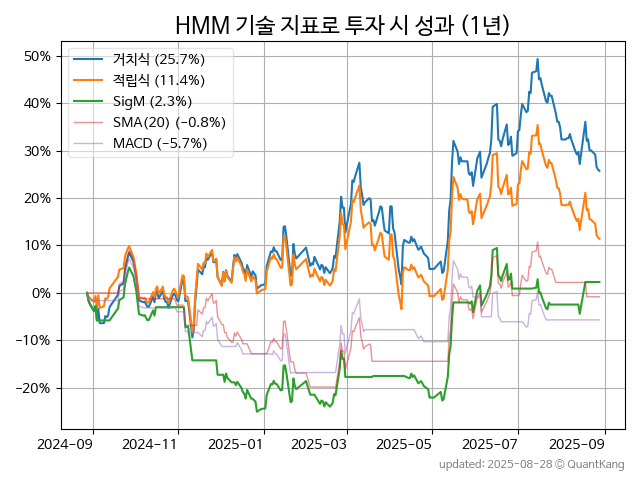 HMM 기술 지표로 투자 시 성과 (1년)
거치식 (25.7%)
적립식 (11.4%)
SigM (2.3%)
SMA(20) (−0.8%)
MACD (−5.7%)
50%
40%
30%
20%
10%
0%
−10%
−20%
2024-09 2024-11 2025-01 2025-03 2025-05 2025-07 2025-09
updated: 2025-08-28 © QuantKang